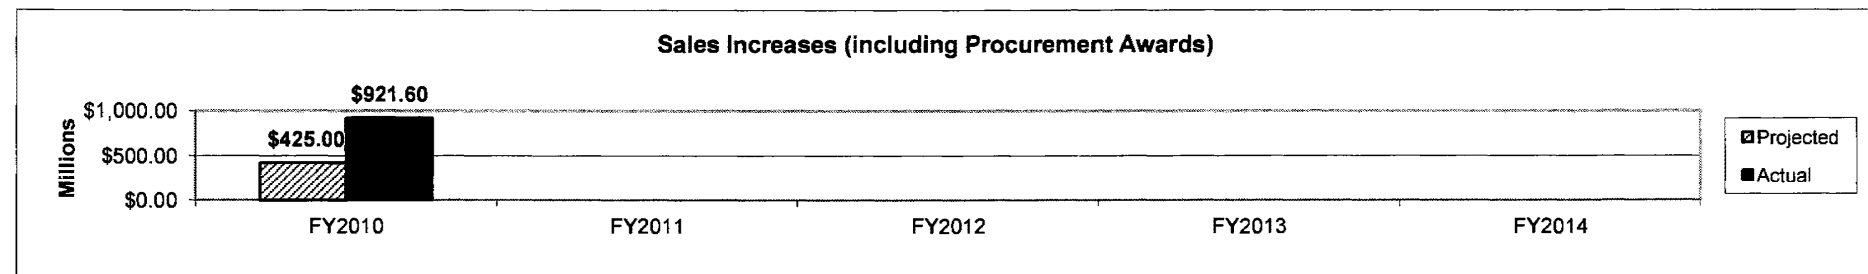 Sales Increases (including Procurement Awards)
Millions
$1,000.00
$500.00
$0.00
$425.00
$921.60
FY2010 FY2011 FY2012 FY2013 FY2014
Projected
Actual